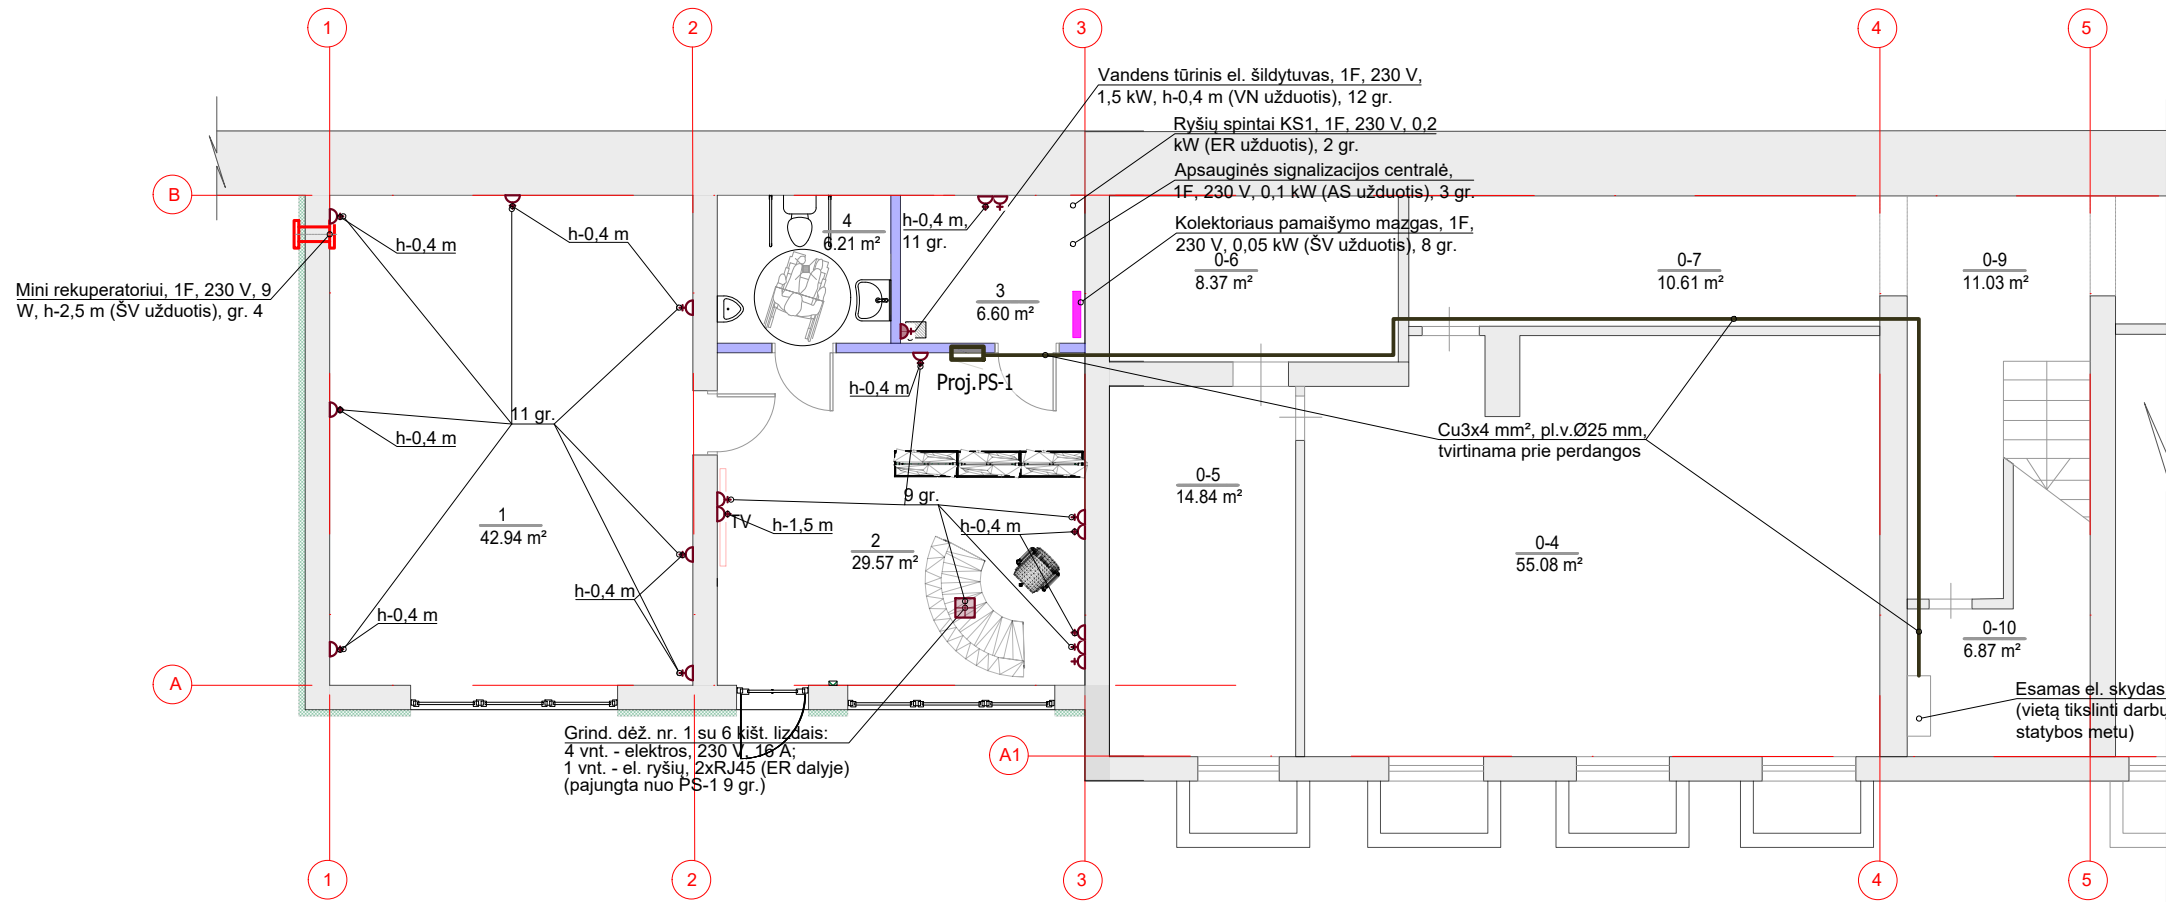 1
2
3
4
5
Vandens tūrinis el. šildytuvas, 1F, 230 V,
1,5 kW, h-0,4 m (VN užduotis), 12 gr.
Ryšių spintai KS1, 1F, 230 V, 0,2
kW (ER užduotis), 2 gr.
Apsauginės signalizacijos centralė,
1F, 230 V, 0,1 kW (AS užduotis), 3 gr.
Kolektoriaus pamaišymo mazgas, 1F,
230 V, 0,05 kW (ŠV užduotis), 8 gr.
B
h-0,4 m
h-0,4 m
4
6.21 m²
h-0,4 m,
11 gr.
Mini rekuperatoriui, 1F, 230 V, 9
W, h-2,5 m (ŠV užduotis), gr. 4
3
6.60 m²
0-6
8.37 m²
0-7
10.61 m²
0-9
11.03 m²
Proj.PS-1
h-0,4 m
11 gr.
h-0,4 m
Cu3x4 mm², pl.v.Ø25 mm,
tvirtinama prie perdangos
0-5
14.84 m²
9 gr.
1
42.94 m²
TV
h-1,5 m
h-0,4 m
2
29.57 m²
0-4
55.08 m²
h-0,4 m
h-0,4 m
0-10
6.87 m²
A
Esamas el. skydas
(vietą tikslinti darbų
statybos metu)
Grind. dėž. nr. 1 su 6 kišt. lizdais:
4 vnt. - elektros, 230 V, 16 A;
1 vnt. - el. ryšių, 2xRJ45 (ER dalyje)
(pajungta nuo PS-1 9 gr.)
A1
1
2
3
4
5